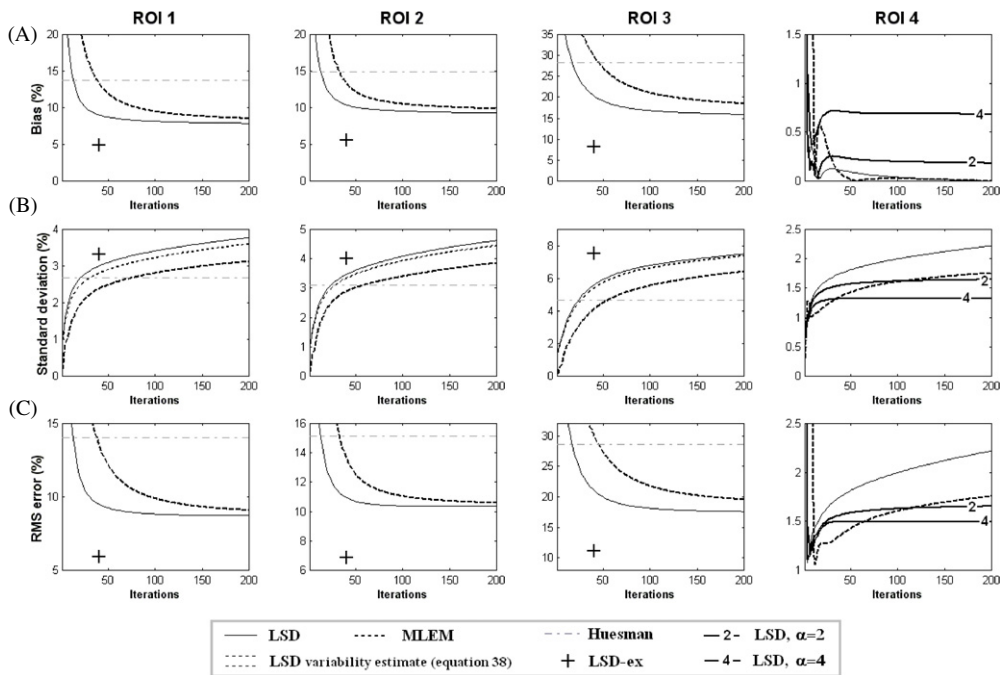 ROI 1 ROI 2 ROI 3 ROI 4
(A)
Bias (%)
20 20 35 1.5
15 15 30 1
10 10 25 0.5
5 5 20 0
0 0 15
10
5
0
4
2
50 100 150 200 50 100 150 200 50 100 150 200 50 100 150 200
Iterations Iterations Iterations Iterations
(B)
Standard deviation (%)
4 5 8 2.5
3 4 6 2
2 3 4 1.5
1 2 2 1
0 1 0 0.5
0 0
2
4
50 100 150 200 50 100 150 200 50 100 150 200 50 100 150 200
Iterations Iterations Iterations Iterations
(C)
RMS error (%)
15 16 30 2.5
10 14 25 2
5 12 20 1.5
10 15 1
8 10
6
2
4
50 100 150 200 50 100 150 200 50 100 150 200 50 100 150 200
Iterations Iterations Iterations Iterations
LSD MLEM Huesman 2 LSD, α=2
LSD variability estimate (equation 38) LSD-ex 4 LSD, α=4